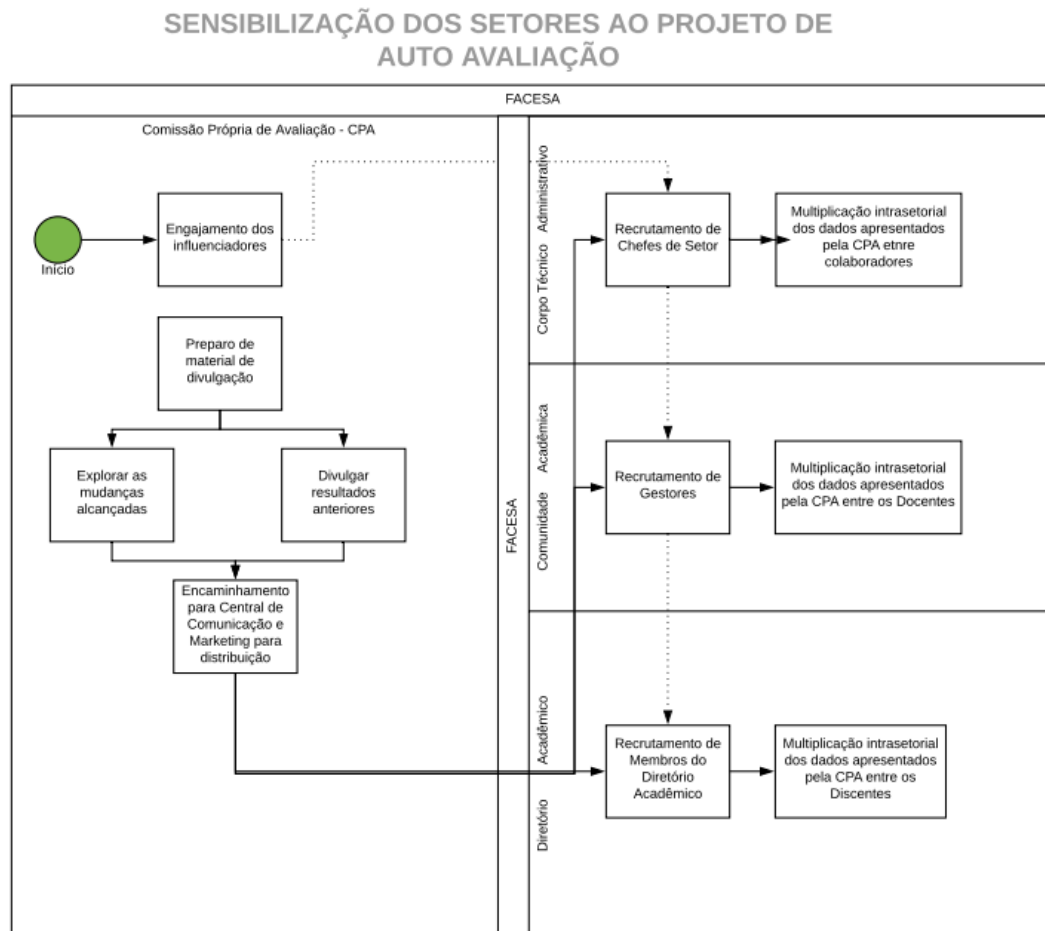 SENSIBILIZAÇÃO DOS SETORES AO PROJETO DE
AUTO AVALIAÇÃO
FACESA
Comissão Própria de Avaliação - CPA
Início
Engajamento dos
influenciadores
Preparo de
material de
divulgação
Explorar as
mudanças
alcançadas
Divulgar
resultados
anteriores
Encaminhamento
para Central de
Comunicação e
Marketing para
distribuição
FACESA
Corpo Técnico Administrativo
Recrutamento de
Chefes de Setor
Multiplicação intrasetorial
dos dados apresentados
pela CPA etnre
colaboradores
Comunidade Acadêmica
Recrutamento de
Gestores
Multiplicação intrasetorial
dos dados apresentados
pela CPA entre os Docentes
Diretório Acadêmico
Recrutamento de
Membros do
Diretório
Acadêmico
Multiplicação intrasetorial
dos dados apresentados
pela CPA entre os
Discentes